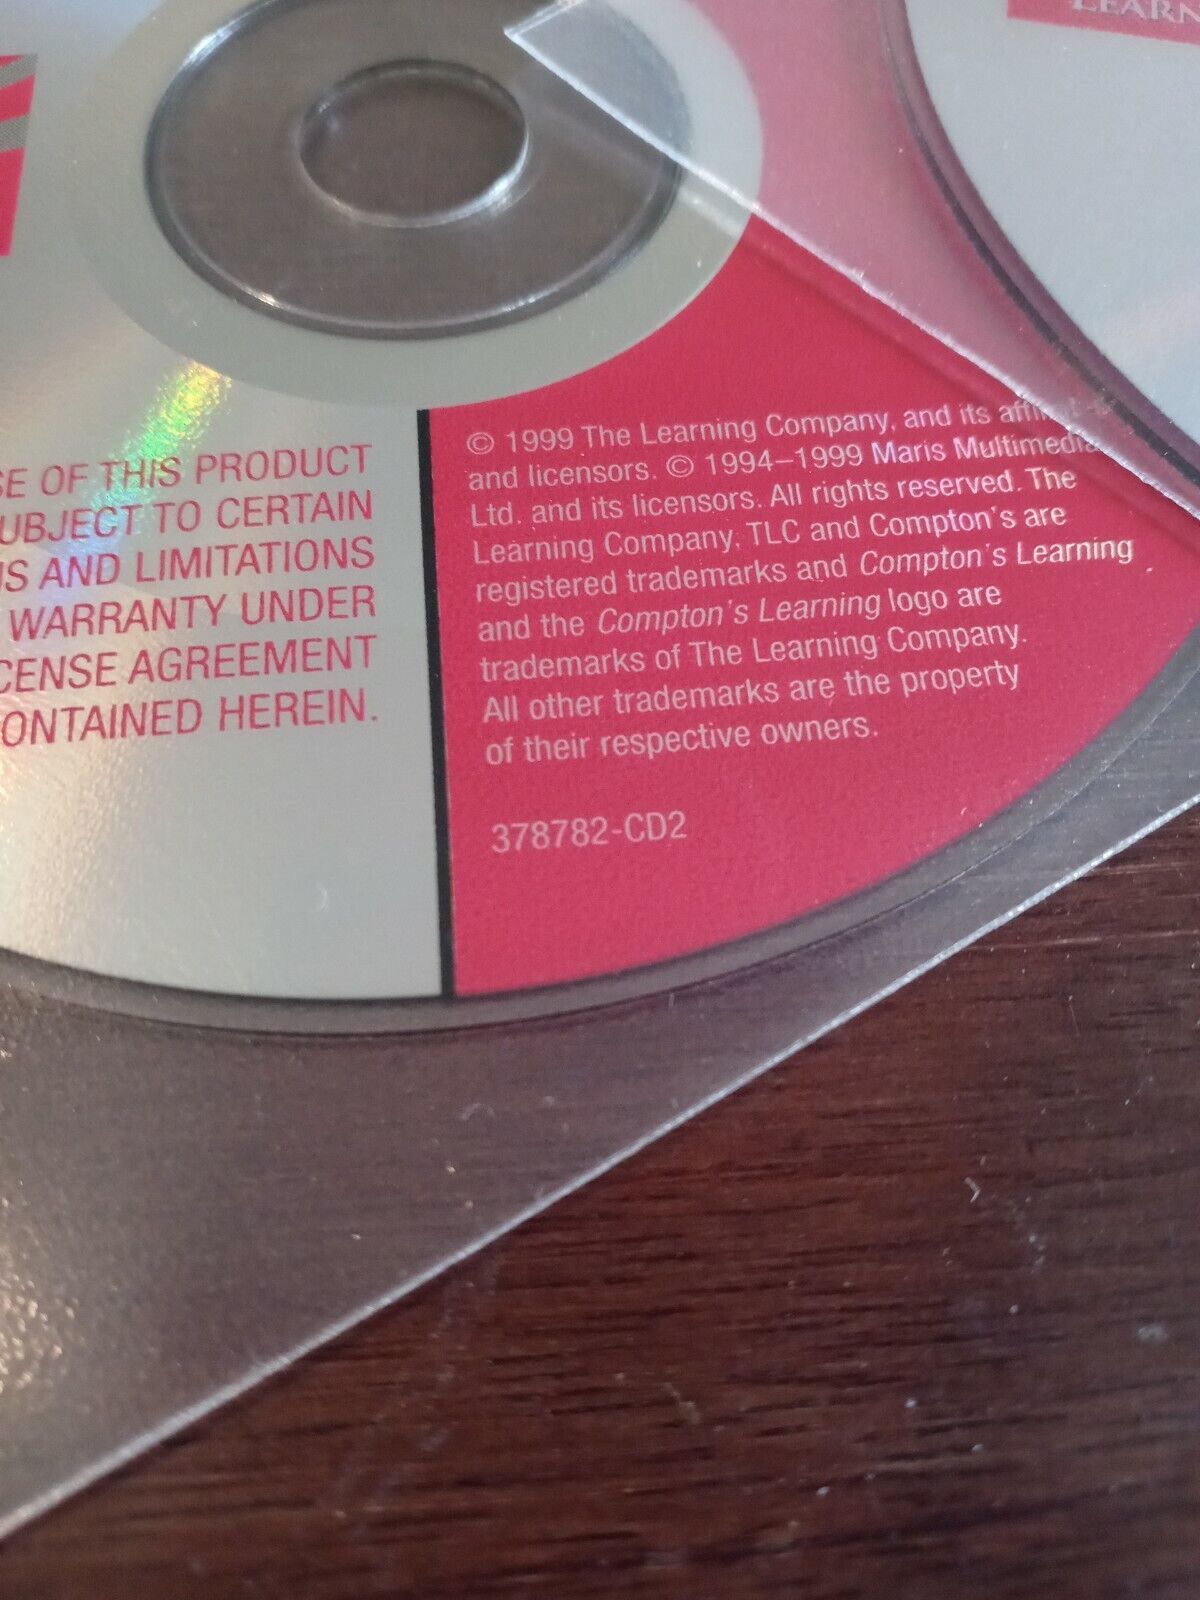 LEARN
SE OF THIS PRODUCT
UBJECT TO CERTAIN
NS AND LIMITATIONS
WARRANTY UNDER
CENSE AGREEMENT
ONTAINED HEREIN.
© 1999 The Learning Company, and its
and licensors. © 1994–1999 Maris Multimedia
Ltd. and its licensors. All rights reserved. The
Learning Company, TLC and Compton's are
registered trademarks and Compton's Learning
and the Compton's Learning logo are
trademarks of The Learning Company.
All other trademarks are the property
of their respective owners.
378782-CD2